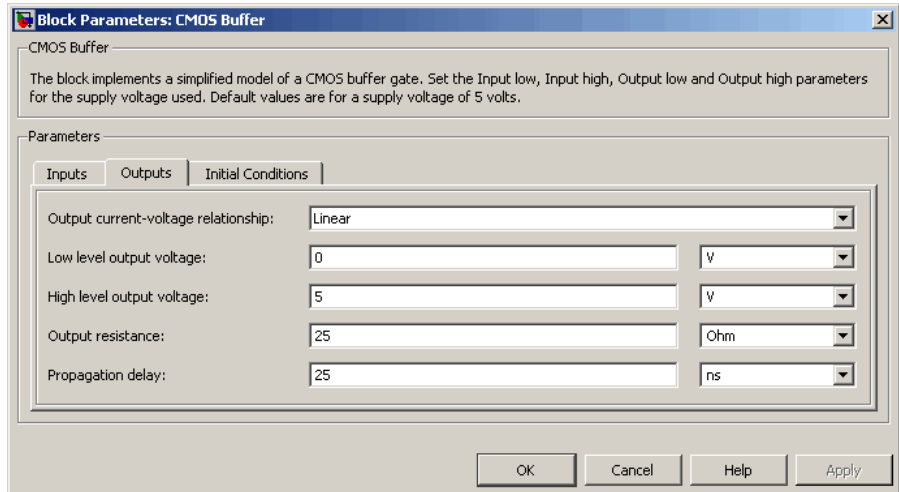 Block Parameters: CMOS Buffer
CMOS Buffer
The block implements a simplified model of a CMOS buffer gate. Set the Input low, Input high, Output low and Output high parameters
for the supply voltage used. Default values are for a supply voltage of 5 volts.
Parameters
Inputs Outputs Initial Conditions
Output current-voltage relationship: Linear
Low level output voltage: 0 V
High level output voltage: 5 V
Output resistance: 25 Ohm
Propagation delay: 25 ns
OK Cancel Help Apply